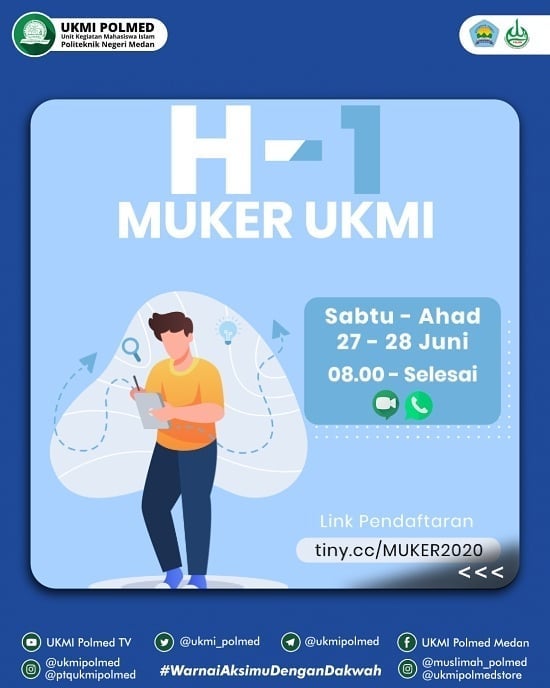 UKMI POLMED
Unit Kegiatan Mahasiswa Islam
Politeknik Negeri Medan
H-1
MUKER UKMI
Sabtu - Ahad
27 - 28 Juni
08.00 - Selesai
Link Pendaftaran
tiny.cc/MUKER2020
<<<
UKMI Polmed TV
@ukmi_polmed
@ukmipolmed
UKMI Polmed Medan
@ukmipolmed
@ptqukmipolmed
#WarnaiAksimuDenganDakwah
@muslimah_polmed
@ukmipolmedstore